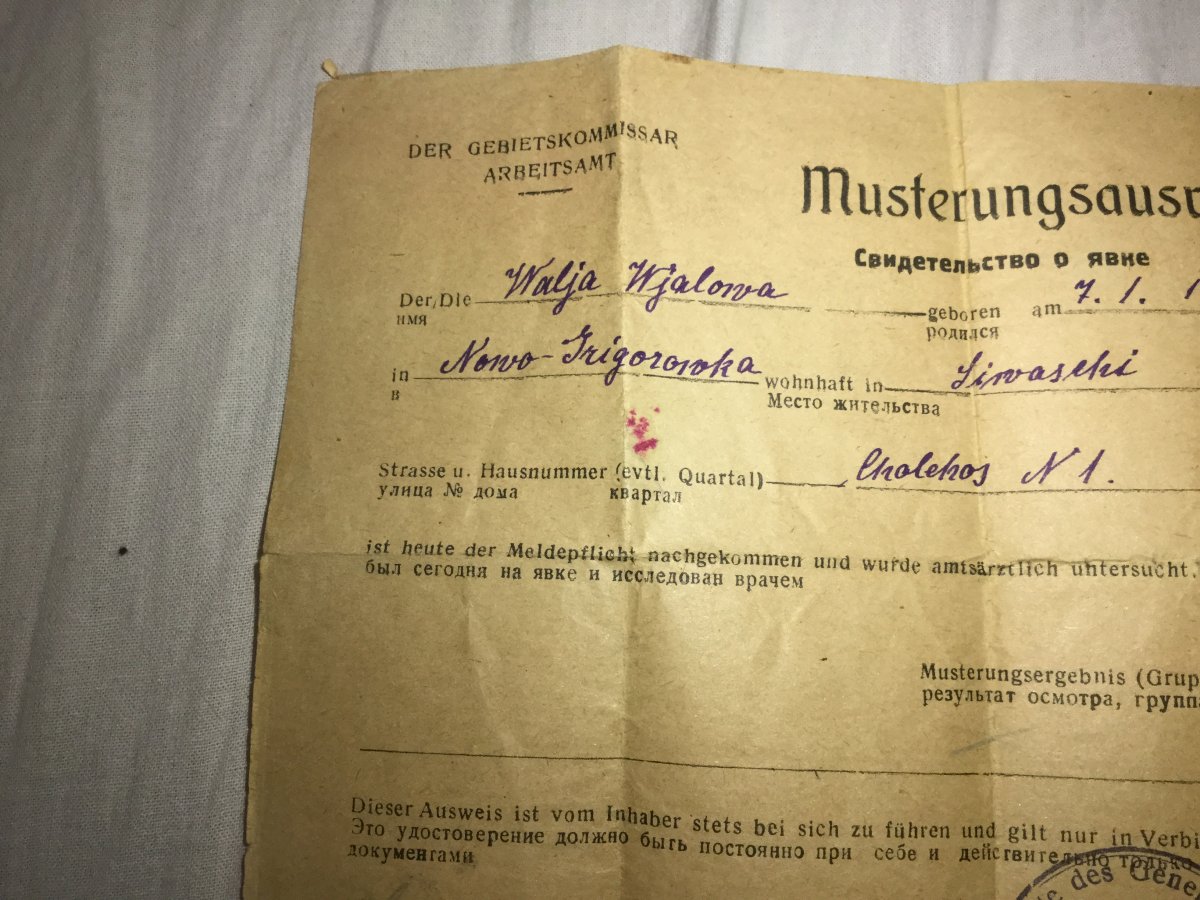 DER GEBIETSKOMMISSAR
ARBEITSAMT
Musterungsausw
Свидетельство о явке
Der/Die Walja Wjalowa geboren am 7. 1. 1
имя родился
in Nowo-Grigorowka wohnhaft in Siwaschi
в Место жительства
Strasse u. Hausnummer (evtl. Quartal) Cholchos N 1.
улица № дома квартал
ist heute der Meldepflicht nachgekommen und wurde amtsärztlich untersucht.
был сегодня на явке и исследован врачем
Musterungsergebnis (Grup
результат осмотра, группа
Dieser Ausweis ist vom Inhaber stets bei sich zu führen und gilt nur in Verbi
Это удостоверение должно быть постоянно при себе и действительно только
документами
des Gene